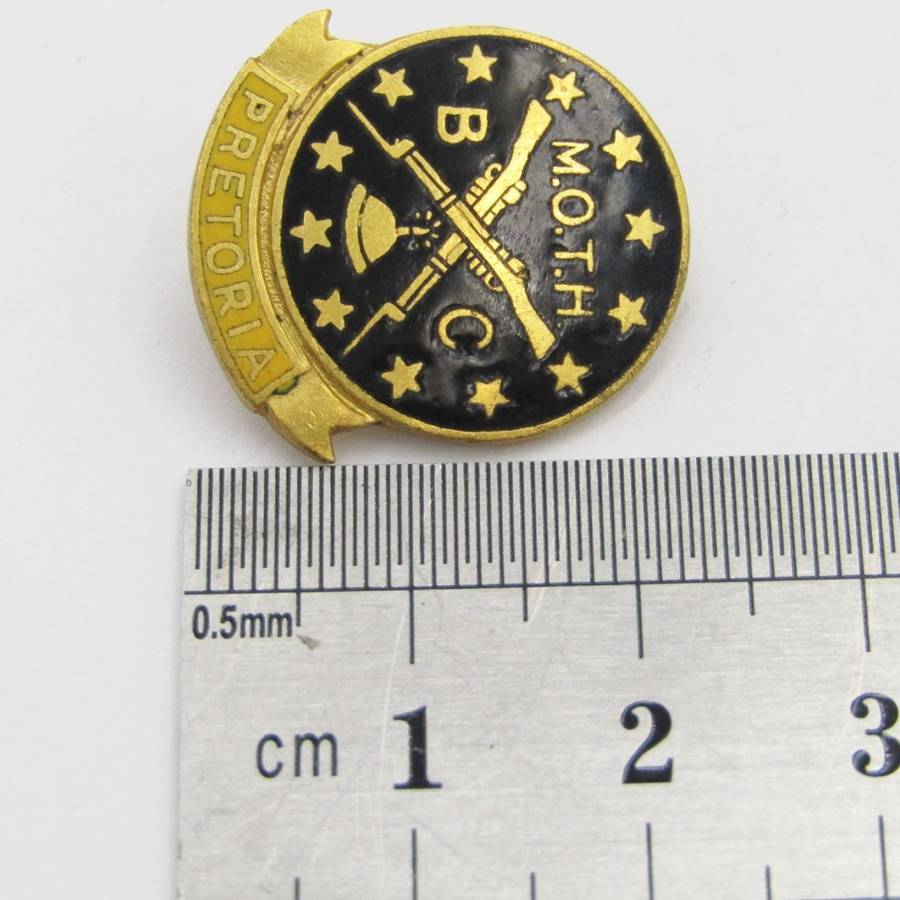 M.O.T.H
B C
PRETORIA
0.5mm
cm 1 2 3